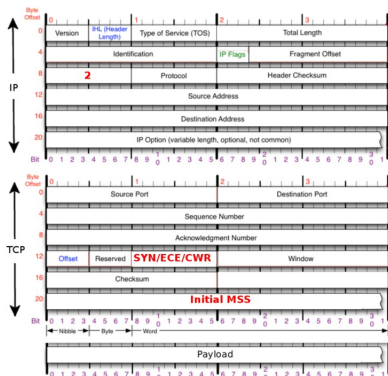 Byte
Offset 0 1 2 3
0 Version IHL (Header Length) Type of Service (TOS) Total Length
4 Identification IP Flags Fragment Offset
8 2 Protocol Header Checksum
12 Source Address
16 Destination Address
20 IP Option (variable length, optional, not common)
Bit 0 1 2 3 4 5 6 7 8 9 10 1 2 3 4 5 6 7 8 9 20 1 2 3 4 5 6 7 8 9 30 1
IP
Byte
Offset 0 1 2 3
0 Source Port Destination Port
4 Sequence Number
8 Acknowledgment Number
12 Offset Reserved SYN/ECE/CWR Window
16 Checksum
20 Initial MSS
Bit 0 1 2 3 4 5 6 7 8 9 10 1 2 3 4 5 6 7 8 9 20 1 2 3 4 5 6 7 8 9 30 1
TCP
Nibble Byte Word
Payload